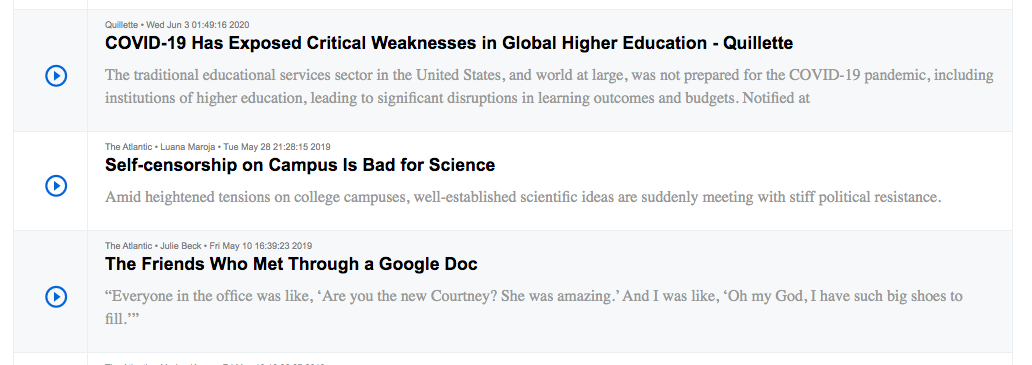 Quillette • Wed Jun 3 01:49:16 2020
COVID-19 Has Exposed Critical Weaknesses in Global Higher Education - Quillette
The traditional educational services sector in the United States, and world at large, was not prepared for the COVID-19 pandemic, including
institutions of higher education, leading to significant disruptions in learning outcomes and budgets. Notified at
The Atlantic • Luana Maroja • Tue May 28 21:28:15 2019
Self-censorship on Campus Is Bad for Science
Amid heightened tensions on college campuses, well-established scientific ideas are suddenly meeting with stiff political resistance.
The Atlantic • Julie Beck • Fri May 10 16:39:23 2019
The Friends Who Met Through a Google Doc
“Everyone in the office was like, ‘Are you the new Courtney? She was amazing.’ And I was like, ‘Oh my God, I have such big shoes to
fill.’”